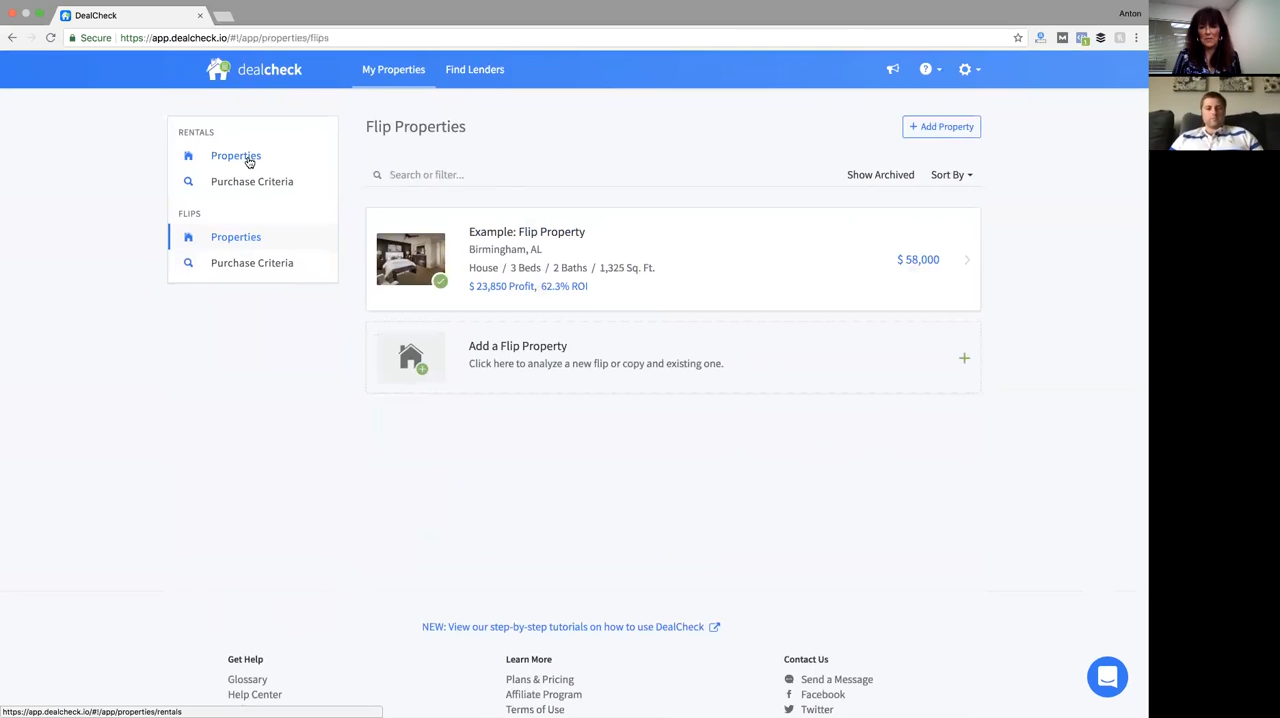 DealCheck
Anton
Secure
https://app.dealcheck.io/#!/app/properties/flips
dealcheck
My Properties
Find Lenders
RENTALS
Properties
Purchase Criteria
FLIPS
Properties
Purchase Criteria
Flip Properties
+ Add Property
Search or filter...
Show Archived
Sort By
Example: Flip Property
Birmingham, AL
House / 3 Beds / 2 Baths / 1,325 Sq. Ft.
$ 23,850 Profit, 62.3% ROI
$ 58,000
Add a Flip Property
Click here to analyze a new flip or copy and existing one.
NEW: View our step-by-step tutorials on how to use DealCheck
Get Help
Glossary
Help Center
Learn More
Plans & Pricing
Affiliate Program
Terms of Use
Contact Us
Send a Message
Facebook
Twitter
https://app.dealcheck.io/#!/app/properties/rentals